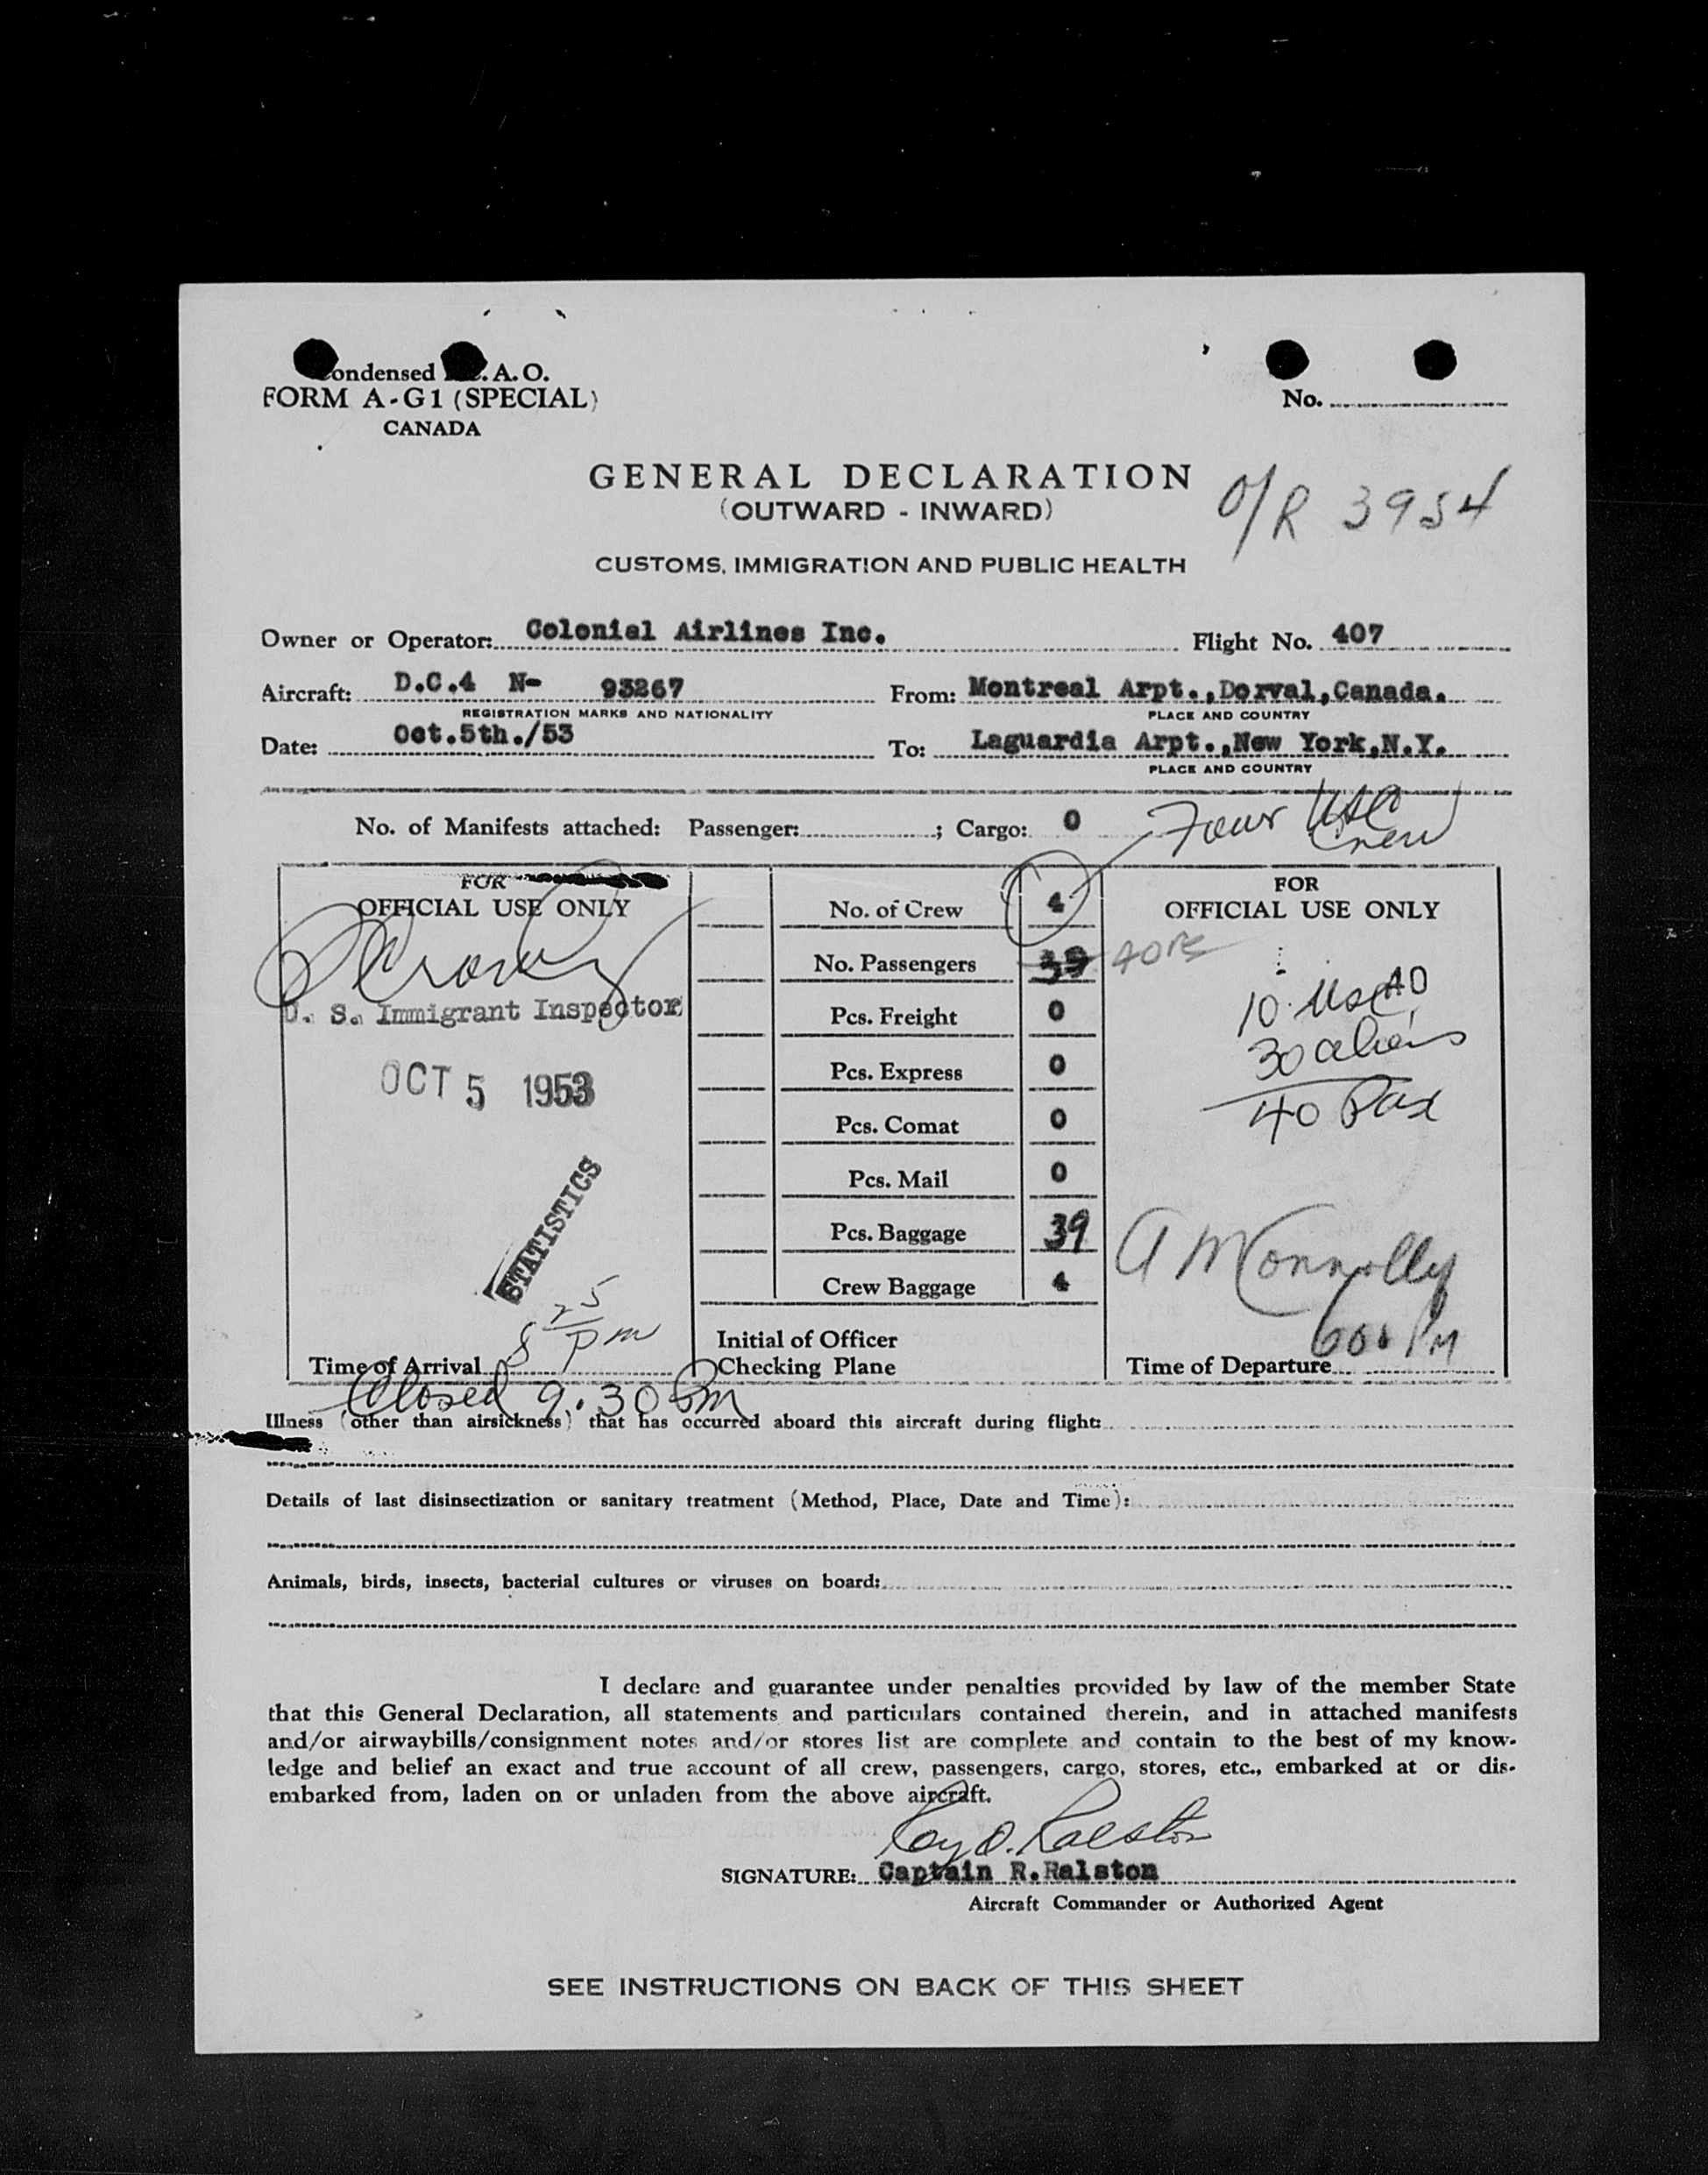 ondensed .A.O.
FORM A-G1 (SPECIAL)
CANADA
No.
GENERAL DECLARATION
(OUTWARD - INWARD)
O/R 3954
CUSTOMS, IMMIGRATION AND PUBLIC HEALTH
Owner or Operator: Colonial Airlines Inc. Flight No. 407
Aircraft: D.C.4 N- 93267 From: Montreal Arpt.,Dorval,Canada.
REGISTRATION MARKS AND NATIONALITY PLACE AND COUNTRY
Date: Oct.5th./53 To: Laguardia Arpt.,New York,N.Y.
PLACE AND COUNTRY
No. of Manifests attached: Passenger: ; Cargo: 0 Four USC
Crew
FOR
OFFICIAL USE ONLY
U. S. Immigrant Inspector
OCT 5 1953
STATISTICS
8 25 pm
Time of Arrival
Closed 9:30 Pm
No. of Crew 4
No. Passengers 39 40
Pcs. Freight 0
Pcs. Express 0
Pcs. Comat 0
Pcs. Mail 0
Pcs. Baggage 39
Crew Baggage 4
Initial of Officer
Checking Plane
FOR
OFFICIAL USE ONLY
10 USC
30 aliens
40 Pax
A M Connolly
600 PM
Time of Departure
Illness (other than airsickness) that has occurred aboard this aircraft during flight:
Details of last disinsectization or sanitary treatment (Method, Place, Date and Time):
Animals, birds, insects, bacterial cultures or viruses on board:
I declare and guarantee under penalties provided by law of the member State
that this General Declaration, all statements and particulars contained therein, and in attached manifests
and/or airwaybills/consignment notes and/or stores list are complete and contain to the best of my know-
ledge and belief an exact and true account of all crew, passengers, cargo, stores, etc., embarked at or dis-
embarked from, laden on or unladen from the above aircraft.
Roy O. Ralston
SIGNATURE: Captain R.Ralston
Aircraft Commander or Authorized Agent
SEE INSTRUCTIONS ON BACK OF THIS SHEET